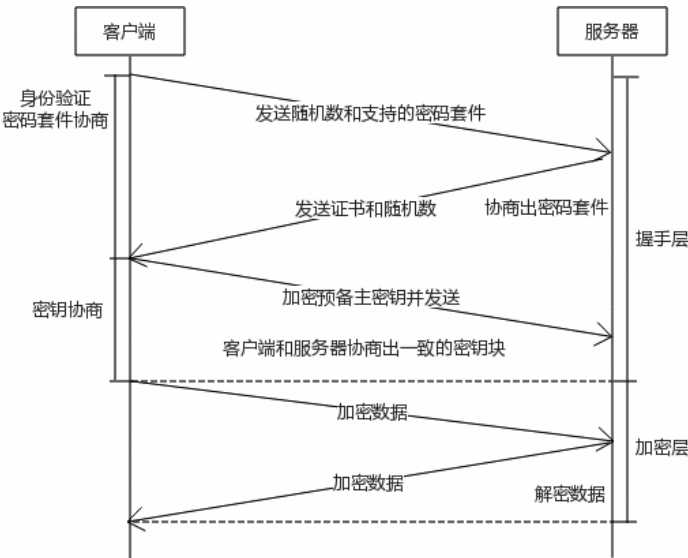 客户端
服务器
身份验证
密码套件协商
发送随机数和支持的密码套件
发送证书和随机数
协商出密码套件
握手层
加密预备主密钥并发送
密钥协商
客户端和服务器协商出一致的密钥块
加密数据
加密层
加密数据
解密数据